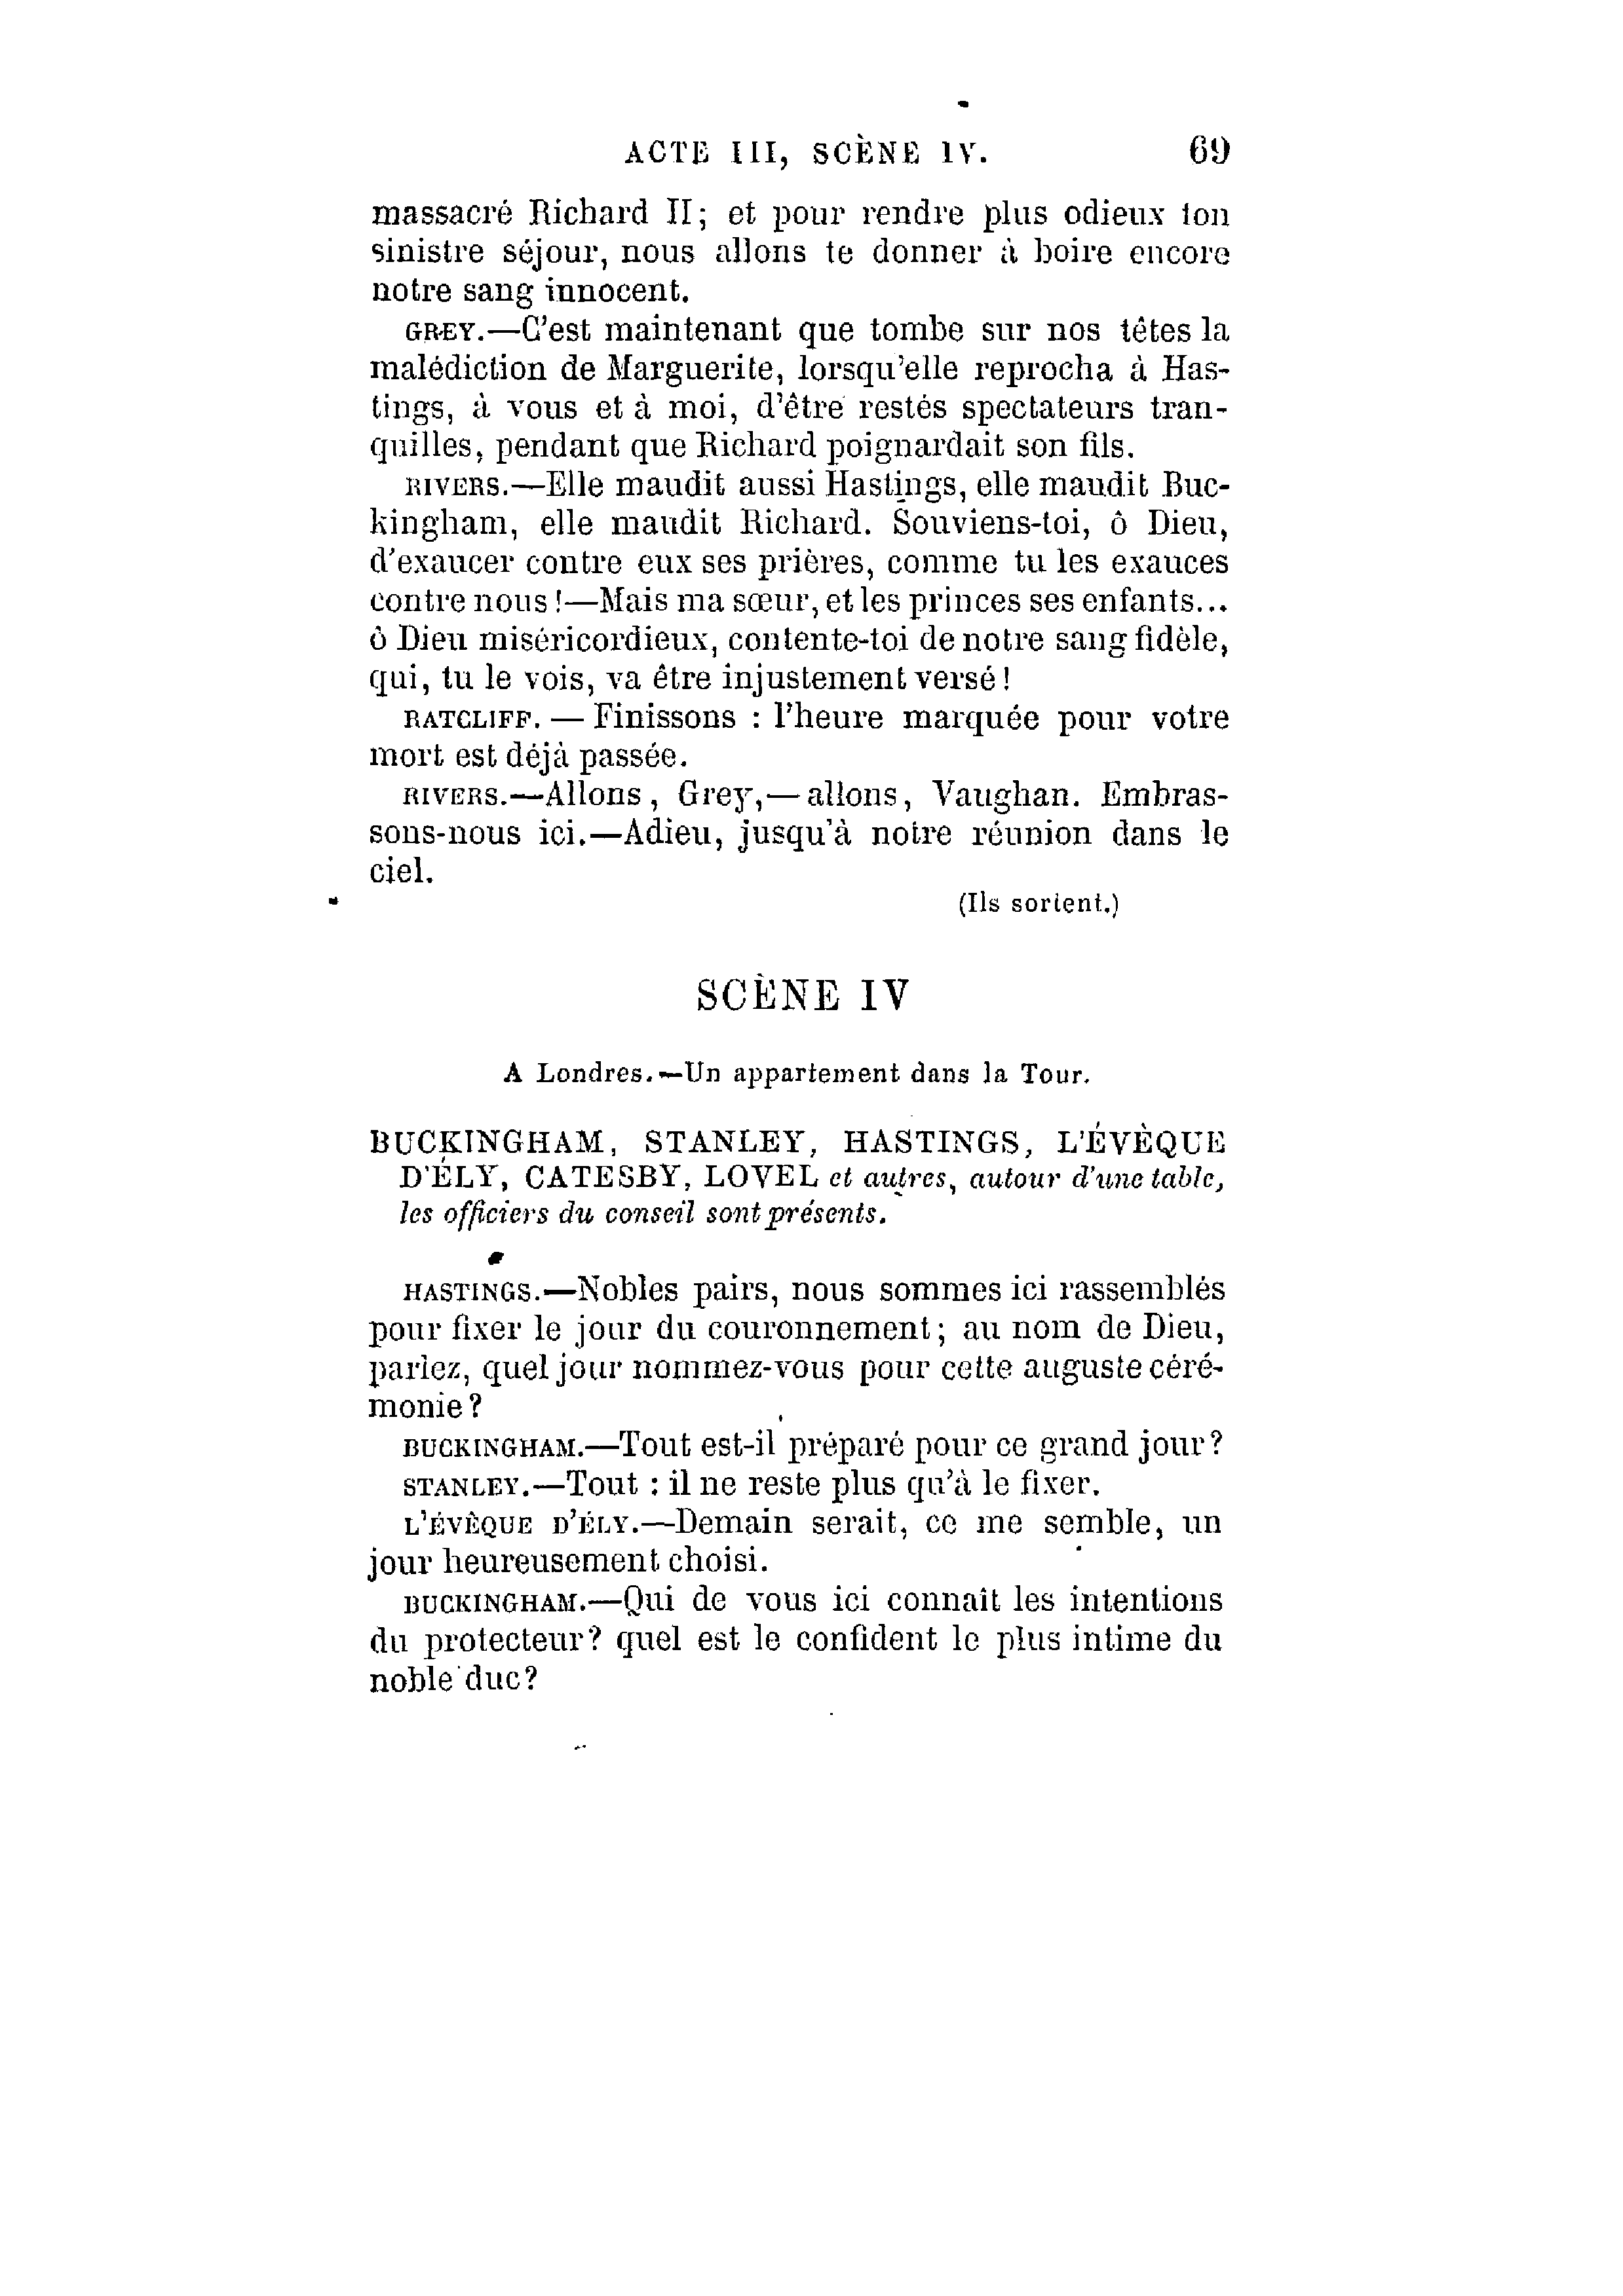 ACTE III, SCÈNE IV. 69
massacré Richard II; et pour rendre plus odieux ton
sinistre séjour, nous allons te donner à boire encore
notre sang innocent.
GREY.—C'est maintenant que tombe sur nos têtes la
malédiction de Marguerite, lorsqu'elle reprocha à Has-
tings, à vous et à moi, d'être restés spectateurs tran-
quilles, pendant que Richard poignardait son fils.
RIVERS.—Elle maudit aussi Hastings, elle maudit Buc-
kingham, elle maudit Richard. Souviens-toi, ô Dieu,
d'exaucer contre eux ses prières, comme tu les exauces
contre nous!—Mais ma sœur, et les princes ses enfants...
ô Dieu miséricordieux, contente-toi de notre sang fidèle,
qui, tu le vois, va être injustement versé!
RATCLIFF. — Finissons : l'heure marquée pour votre
mort est déjà passée.
RIVERS.—Allons, Grey,—allons, Vaughan. Embras-
sons-nous ici.—Adieu, jusqu'à notre réunion dans le
ciel.
(Ils sortent.)
SCÈNE IV
A Londres.—Un appartement dans la Tour.
BUCKINGHAM, STANLEY, HASTINGS, L'ÉVÈQUE
D'ÉLY, CATESBY, LOVEL et autres, autour d'une table,
les officiers du conseil sont présents.
HASTINGS.—Nobles pairs, nous sommes ici rassemblés
pour fixer le jour du couronnement; au nom de Dieu,
parlez, quel jour nommez-vous pour cette auguste céré-
monie?
BUCKINGHAM.—Tout est-il préparé pour ce grand jour?
STANLEY.—Tout : il ne reste plus qu'à le fixer.
L'ÉVÊQUE D'ÉLY.—Demain serait, ce me semble, un
jour heureusement choisi.
BUCKINGHAM.—Qui de vous ici connaît les intentions
du protecteur? quel est le confident le plus intime du
noble duc?